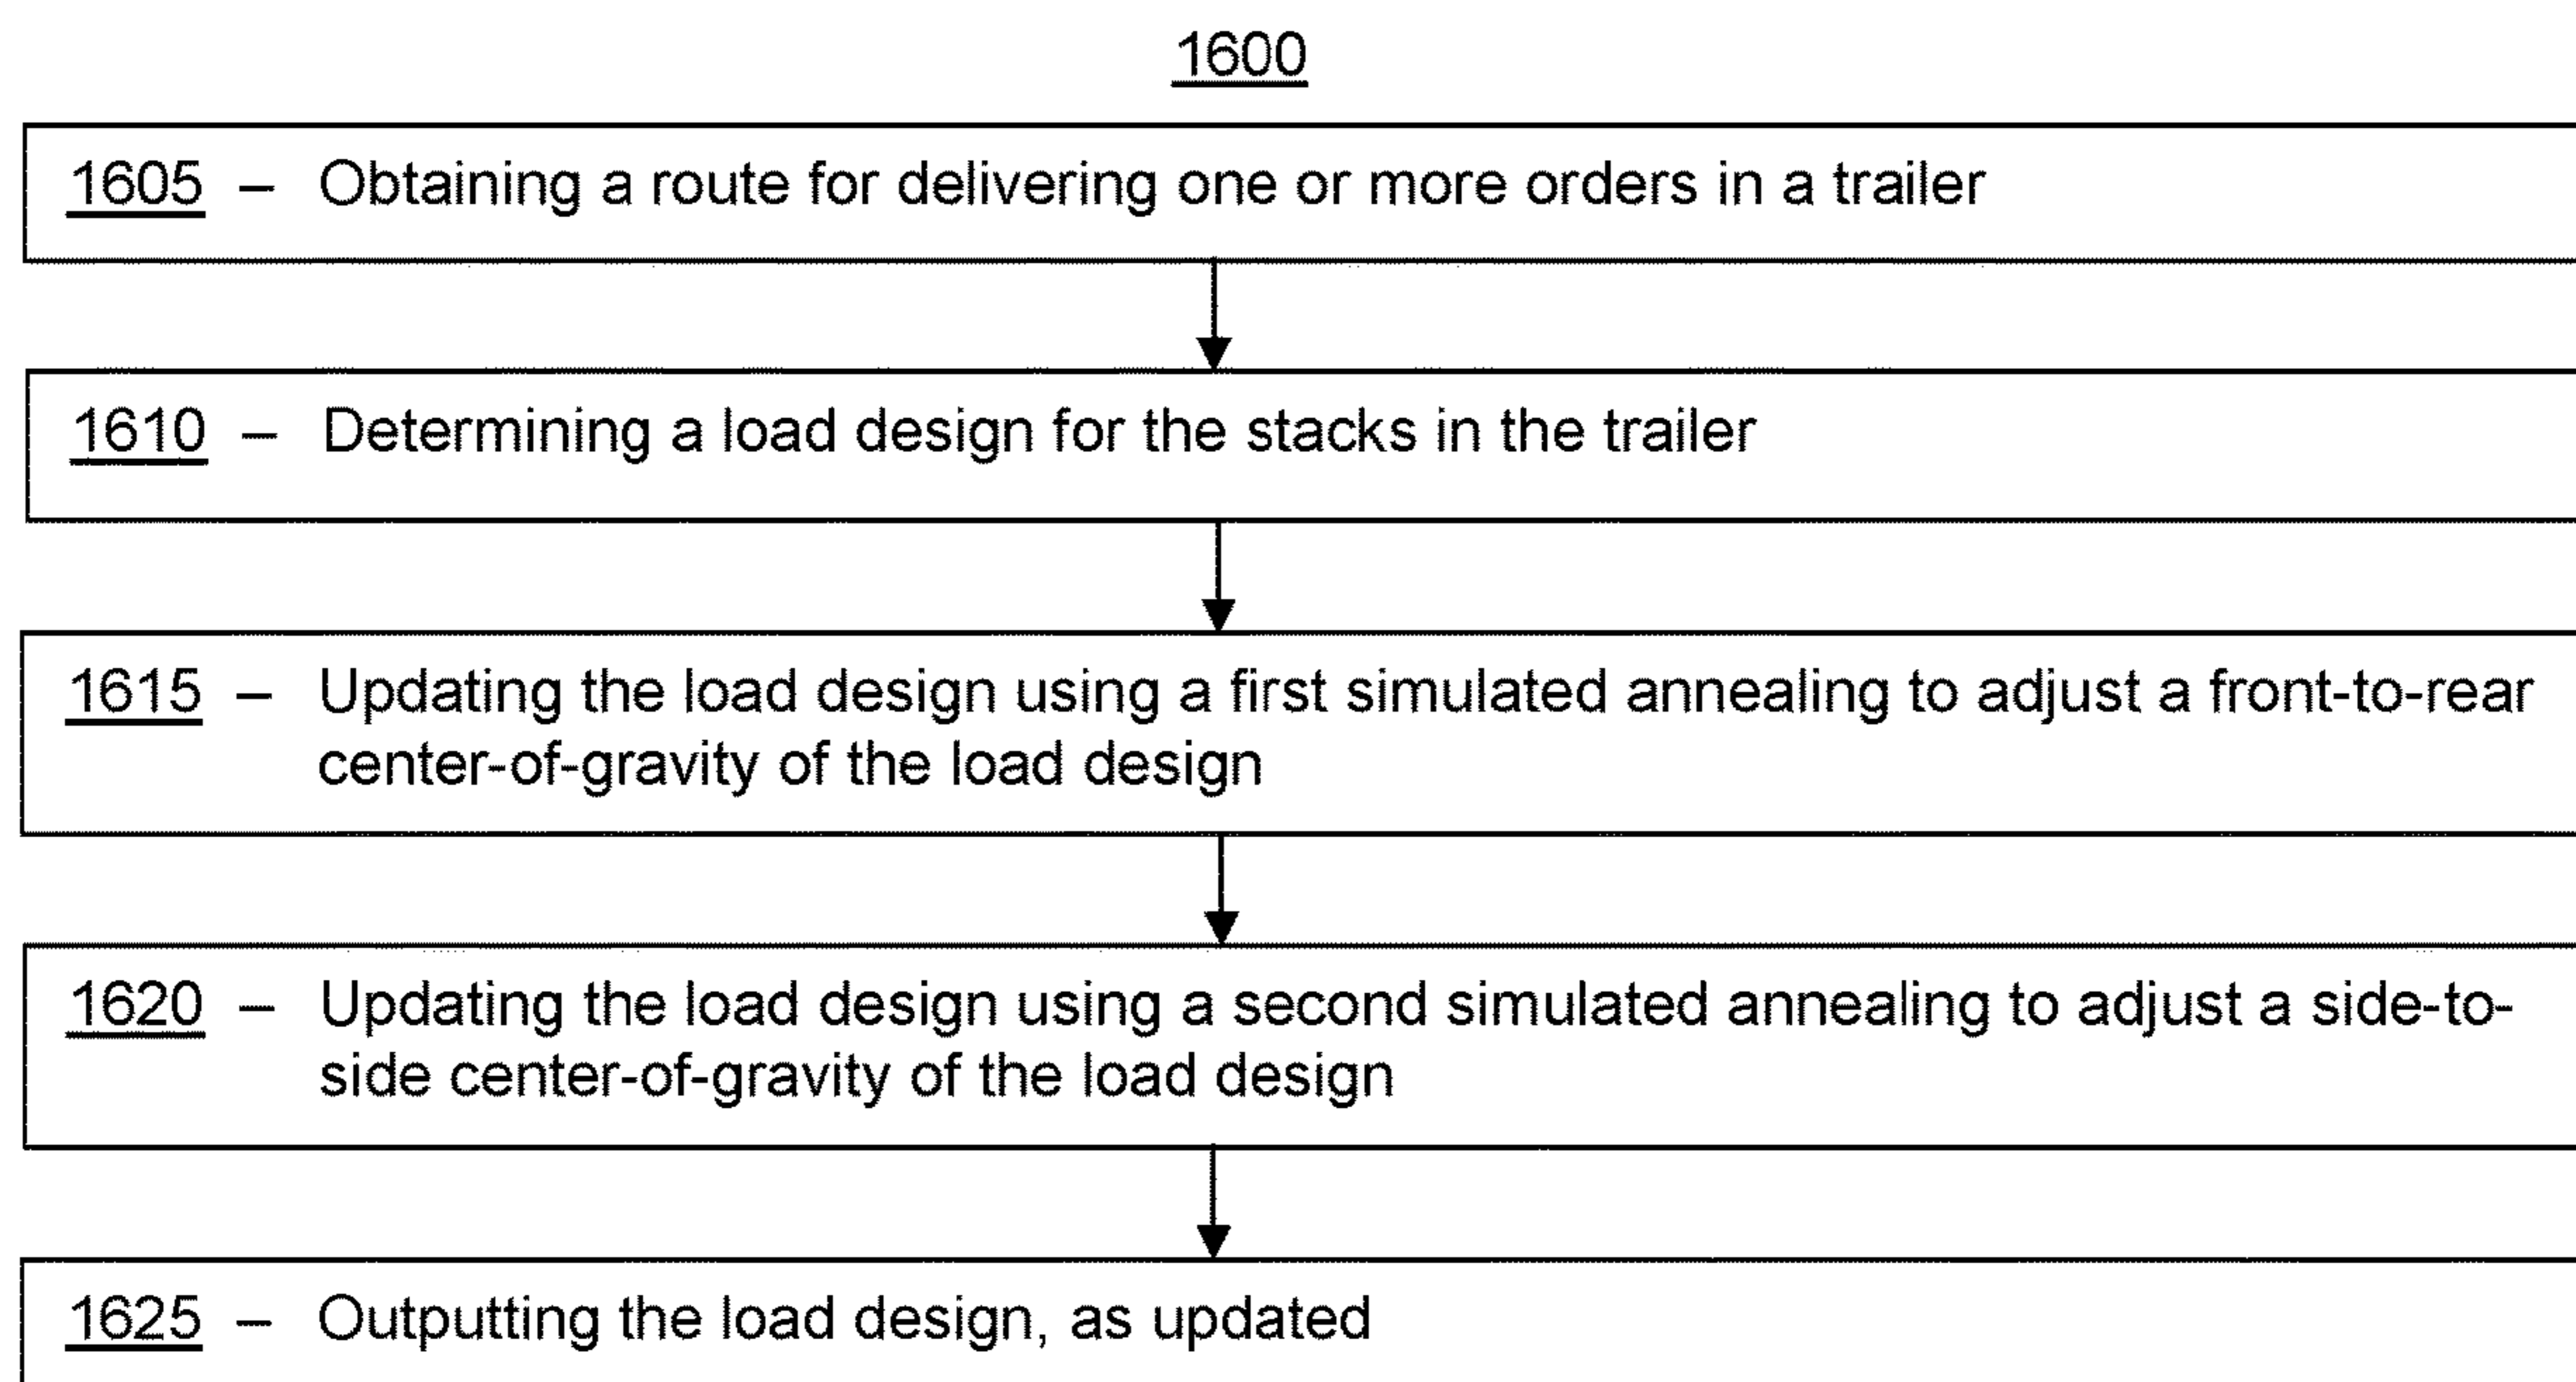 1600
1605 – Obtaining a route for delivering one or more orders in a trailer
1610 – Determining a load design for the stacks in the trailer
1615 – Updating the load design using a first simulated annealing to adjust a front-to-rear
center-of-gravity of the load design
1620 – Updating the load design using a second simulated annealing to adjust a side-to-
side center-of-gravity of the load design
1625 – Outputting the load design, as updated